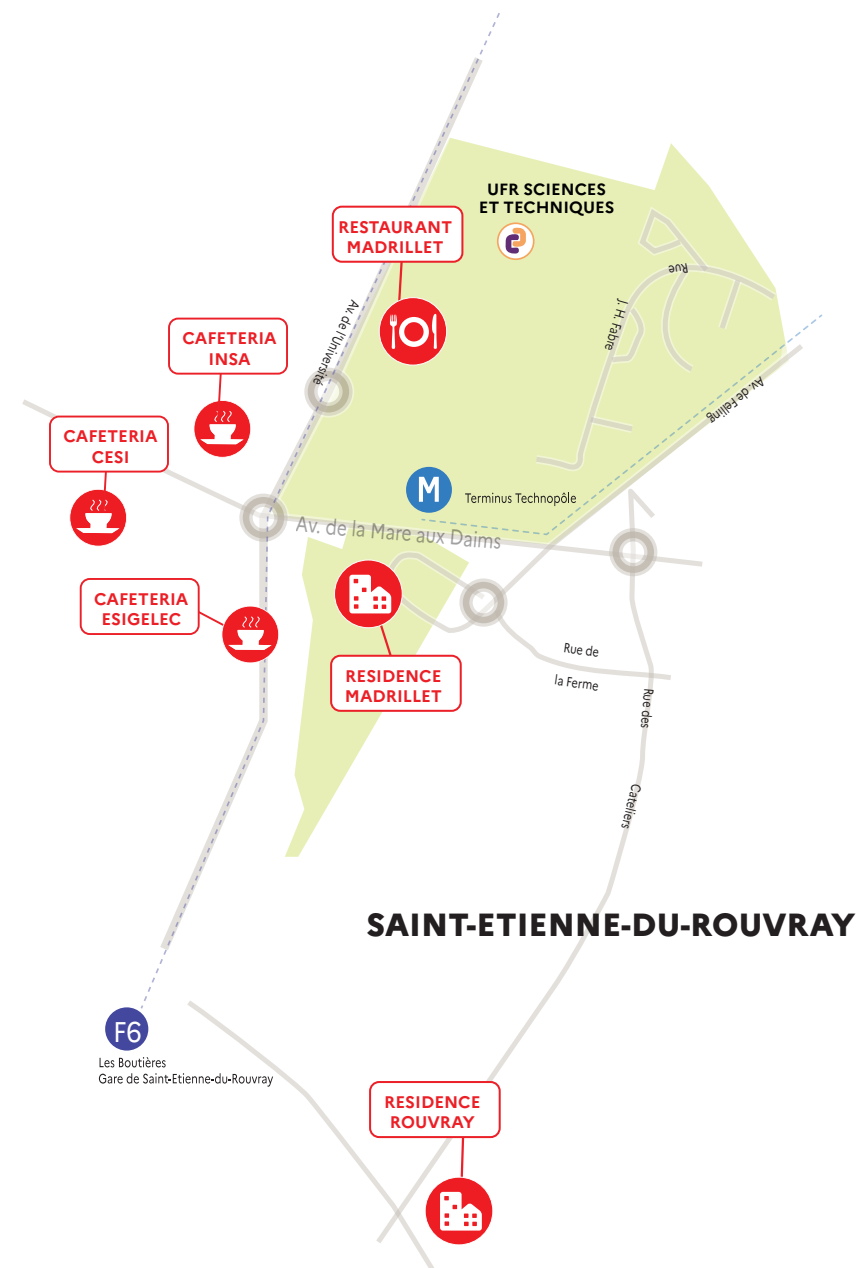 UFR SCIENCES
ET TECHNIQUES
RESTAURANT
MADRILLET
Rue
J. H. Fabre
Av. de l'Université
CAFETERIA
INSA
Av. de Felling
CAFETERIA
CESI
M
Terminus Technopôle
Av. de la Mare aux Daims
CAFETERIA
ESIGELEC
RESIDENCE
MADRILLET
Rue de
la Ferme
Rue des
Cateliers
SAINT-ETIENNE-DU-ROUVRAY
F6
Les Boutières
Gare de Saint-Etienne-du-Rouvray
RESIDENCE
ROUVRAY